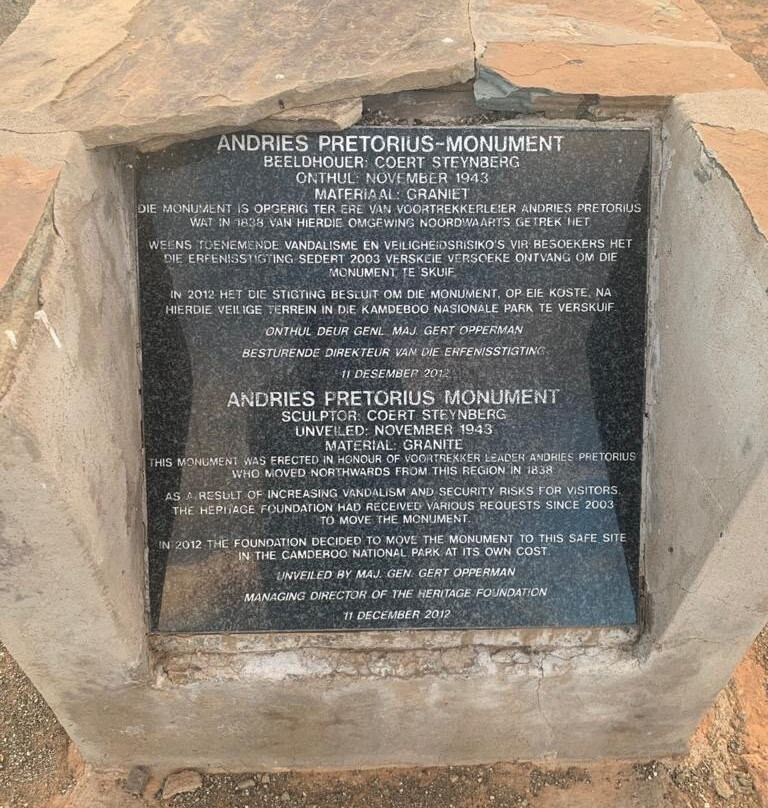 ANDRIES PRETORIUS-MONUMENT
BEELDHOUER: COERT STEYNBERG
ONTHUL: NOVEMBER 1943
MATERIAAL: GRANIET
DIE MONUMENT IS OPGERIG TER ERE VAN VOORTREKKERLEIER ANDRIES PRETORIUS
WAT IN 1838 VAN HIERDIE OMGEWING NOORDWAARTS GETREK HET
WEENS TOENEMENDE VANDALISME EN VEILIGHEIDSRISIKO'S VIR BESOEKERS HET
DIE ERFENISSTIGTING SEDERT 2003 VERSKEIE VERSOEKE ONTVANG OM DIE
MONUMENT TE SKUIF
IN 2012 HET DIE STIGTING BESLUIT OM DIE MONUMENT, OP EIE KOSTE, NA
HIERDIE VEILIGE TERREIN IN DIE KAMDEBOO NASIONALE PARK TE VERSKUIF
ONTHUL DEUR GENL. MAJ. GERT OPPERMAN
BESTURENDE DIREKTEUR VAN DIE ERFENISSTIGTING
11 DESEMBER 2012
ANDRIES PRETORIUS MONUMENT
SCULPTOR: COERT STEYNBERG
UNVEILED: NOVEMBER 1943
MATERIAL: GRANITE
THIS MONUMENT WAS ERECTED IN HONOUR OF VOORTREKKER LEADER ANDRIES PRETORIUS
WHO MOVED NORTHWARDS FROM THIS REGION IN 1838
AS A RESULT OF INCREASING VANDALISM AND SECURITY RISKS FOR VISITORS,
THE HERITAGE FOUNDATION HAD RECEIVED VARIOUS REQUESTS SINCE 2003
TO MOVE THE MONUMENT.
IN 2012 THE FOUNDATION DECIDED TO MOVE THE MONUMENT TO THIS SAFE SITE
IN THE CAMDEBOO NATIONAL PARK AT ITS OWN COST.
UNVEILED BY MAJ. GEN. GERT OPPERMAN
MANAGING DIRECTOR OF THE HERITAGE FOUNDATION
11 DECEMBER 2012